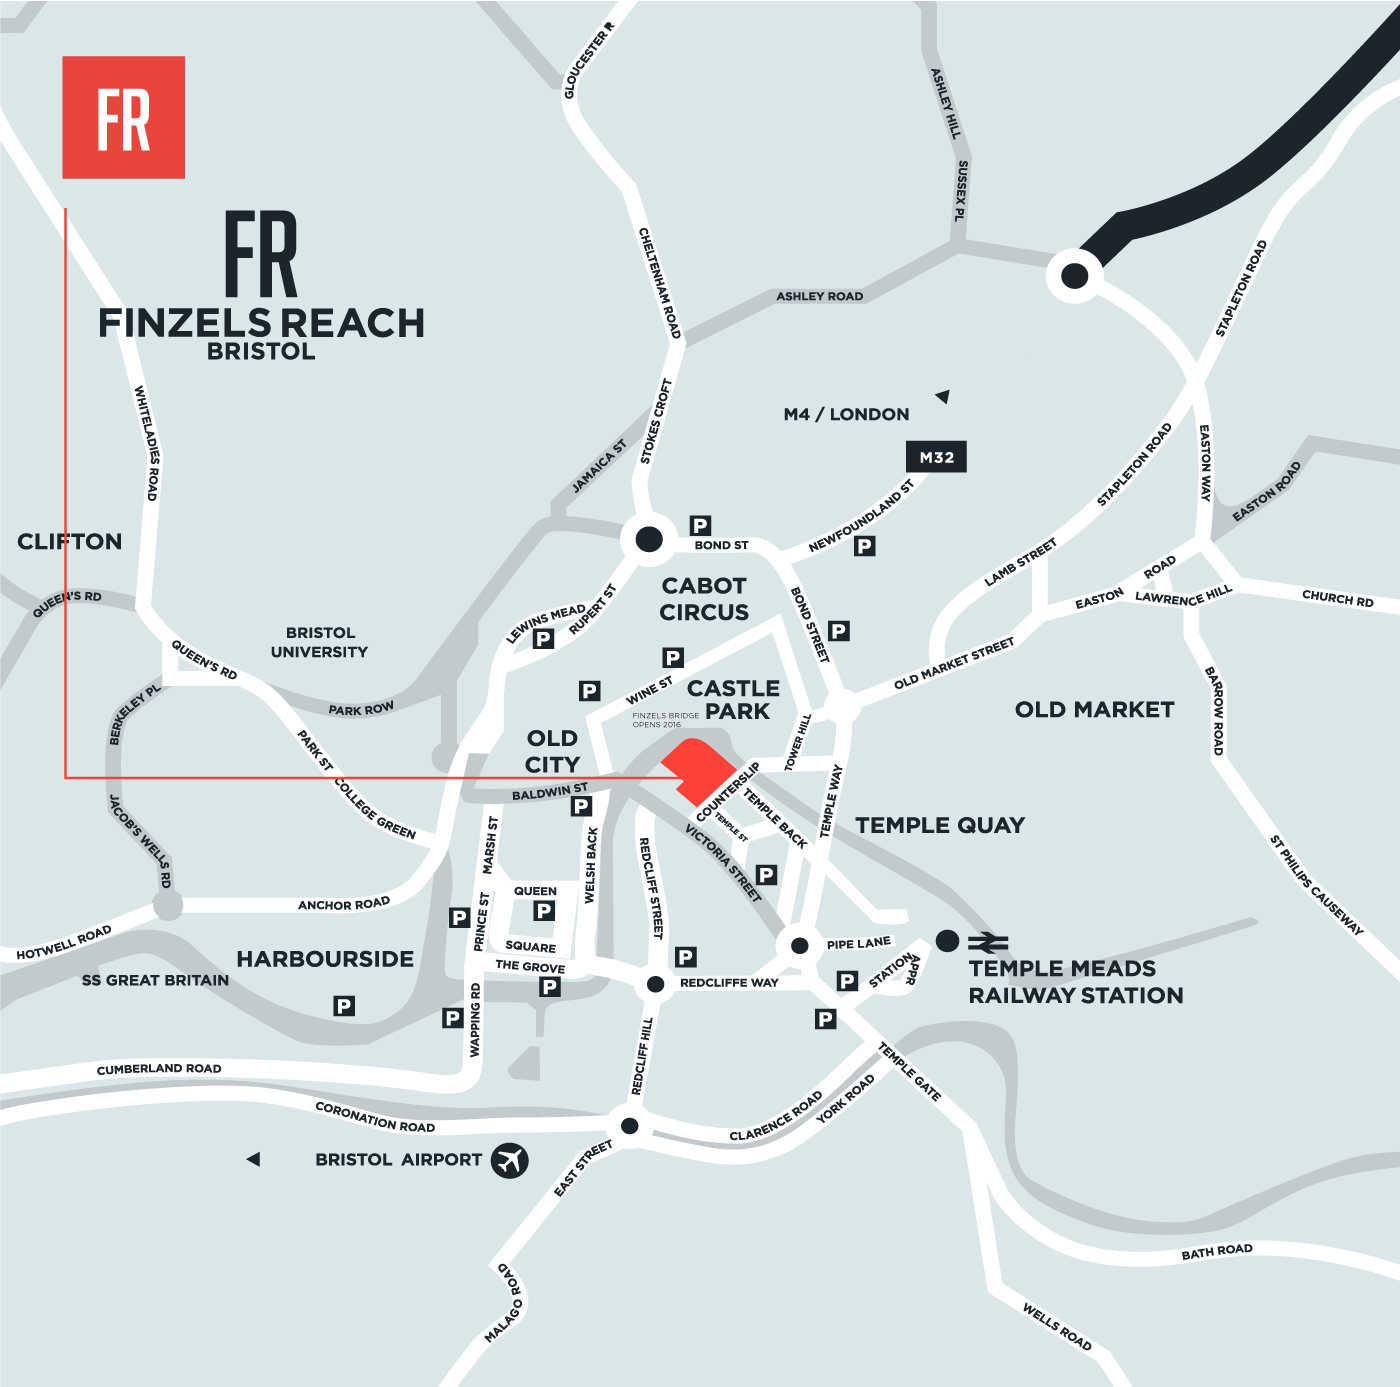 FR
FR
FINZELS REACH
BRISTOL
GLOUCESTER R
ASHLEY HILL
SUSSEX PL
CHELTENHAM ROAD
ASHLEY ROAD
STAPLETON ROAD
WHITELADIES ROAD
STOKES CROFT
JAMAICA ST
M4 / LONDON
M32
STAPLETON ROAD
EASTON WAY
EASTON ROAD
CLIFTON
QUEEN'S RD
NEWFOUNDLAND ST
P
BOND ST
P
CABOT
CIRCUS
LAMB STREET
EASTON
ROAD
LAWRENCE HILL
CHURCH RD
LEWINS MEAD
RUPERT ST
P
BOND STREET
P
BRISTOL
UNIVERSITY
QUEEN'S RD
P
OLD MARKET STREET
BARROW ROAD
BERKELEY PL
PARK ROW
P
WINE ST
CASTLE
PARK
FINZELS BRIDGE
OPENS 2016
OLD MARKET
PARK ST
OLD
CITY
TOWER HILL
BALDWIN ST
P
COUNTERSLIP
TEMPLE WAY
TEMPLE BACK
TEMPLE ST
TEMPLE QUAY
JACOB'S WELLS RD
COLLEGE GREEN
MARSH ST
WELSH BACK
REDCLIFF STREET
VICTORIA STREET
P
ST PHILIPS CAUSEWAY
ANCHOR ROAD
PRINCE ST
QUEEN
P
SQUARE
P
HOTWELL ROAD
HARBOURSIDE
THE GROVE
P
P
PIPE LANE
STATION
APPR
TEMPLE MEADS
RAILWAY STATION
SS GREAT BRITAIN
REDCLIFFE WAY
P
P
P
P
WAPPING RD
REDCLIFF HILL
CUMBERLAND ROAD
CORONATION ROAD
CLARENCE ROAD
YORK ROAD
TEMPLE GATE
BRISTOL AIRPORT
EAST STREET
BATH ROAD
MALAGO ROAD
WELLS ROAD